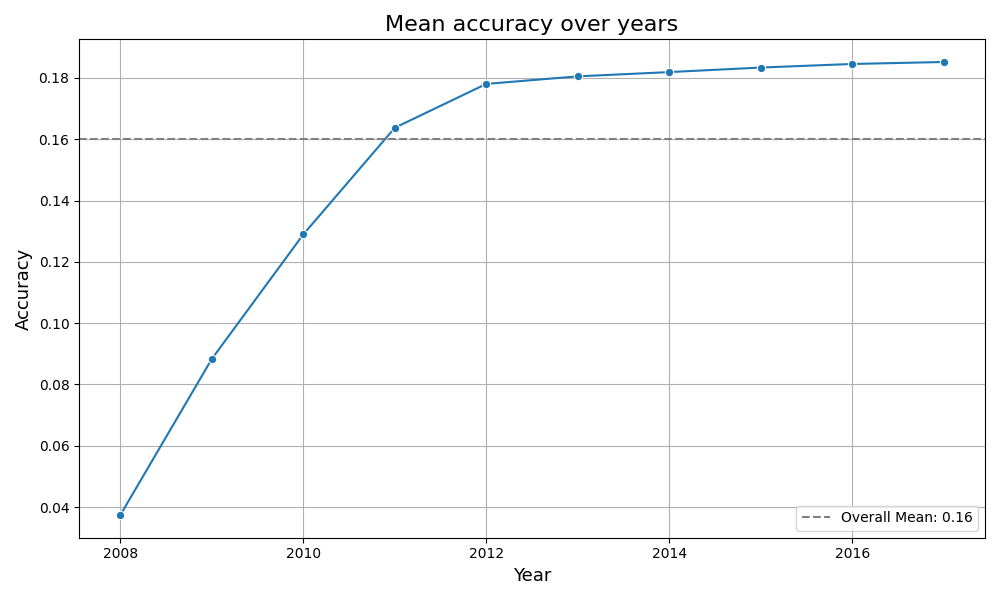 Mean accuracy over years
Accuracy
0.18
0.16
0.14
0.12
0.10
0.08
0.06
0.04
Overall Mean: 0.16
2008 2010 2012 2014 2016
Year